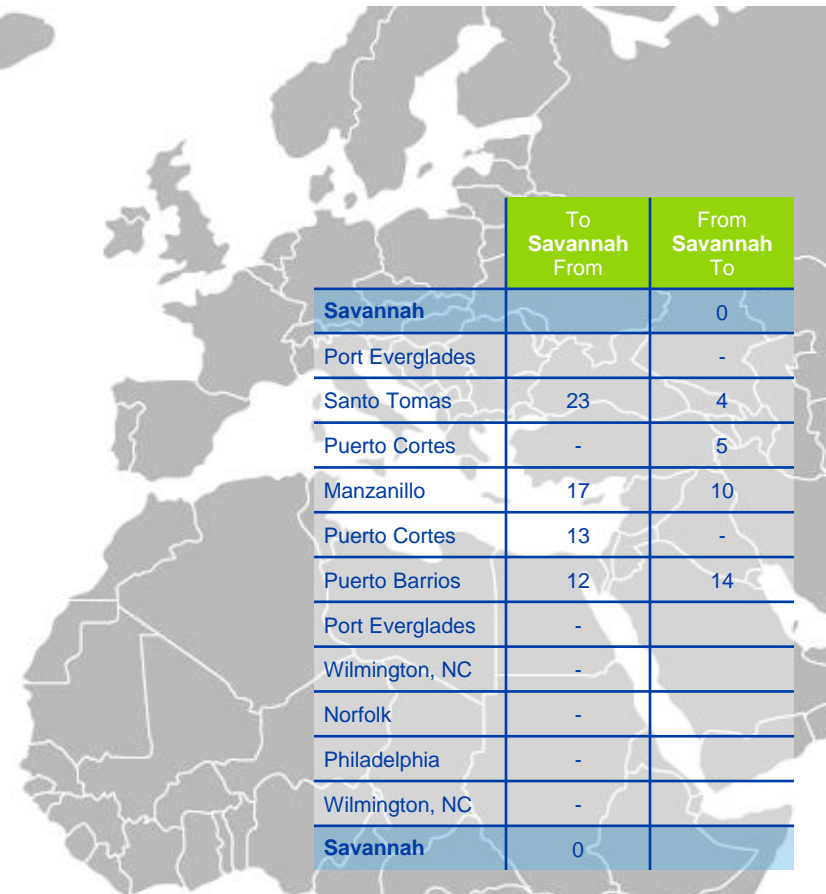 To From
Savannah Savannah
From To
Savannah 0
Port Everglades -
Santo Tomas 23 4
Puerto Cortes - 5
Manzanillo 17 10
Puerto Cortes 13 -
Puerto Barrios 12 14
Port Everglades -
Wilmington, NC -
Norfolk -
Philadelphia -
Wilmington, NC -
Savannah 0